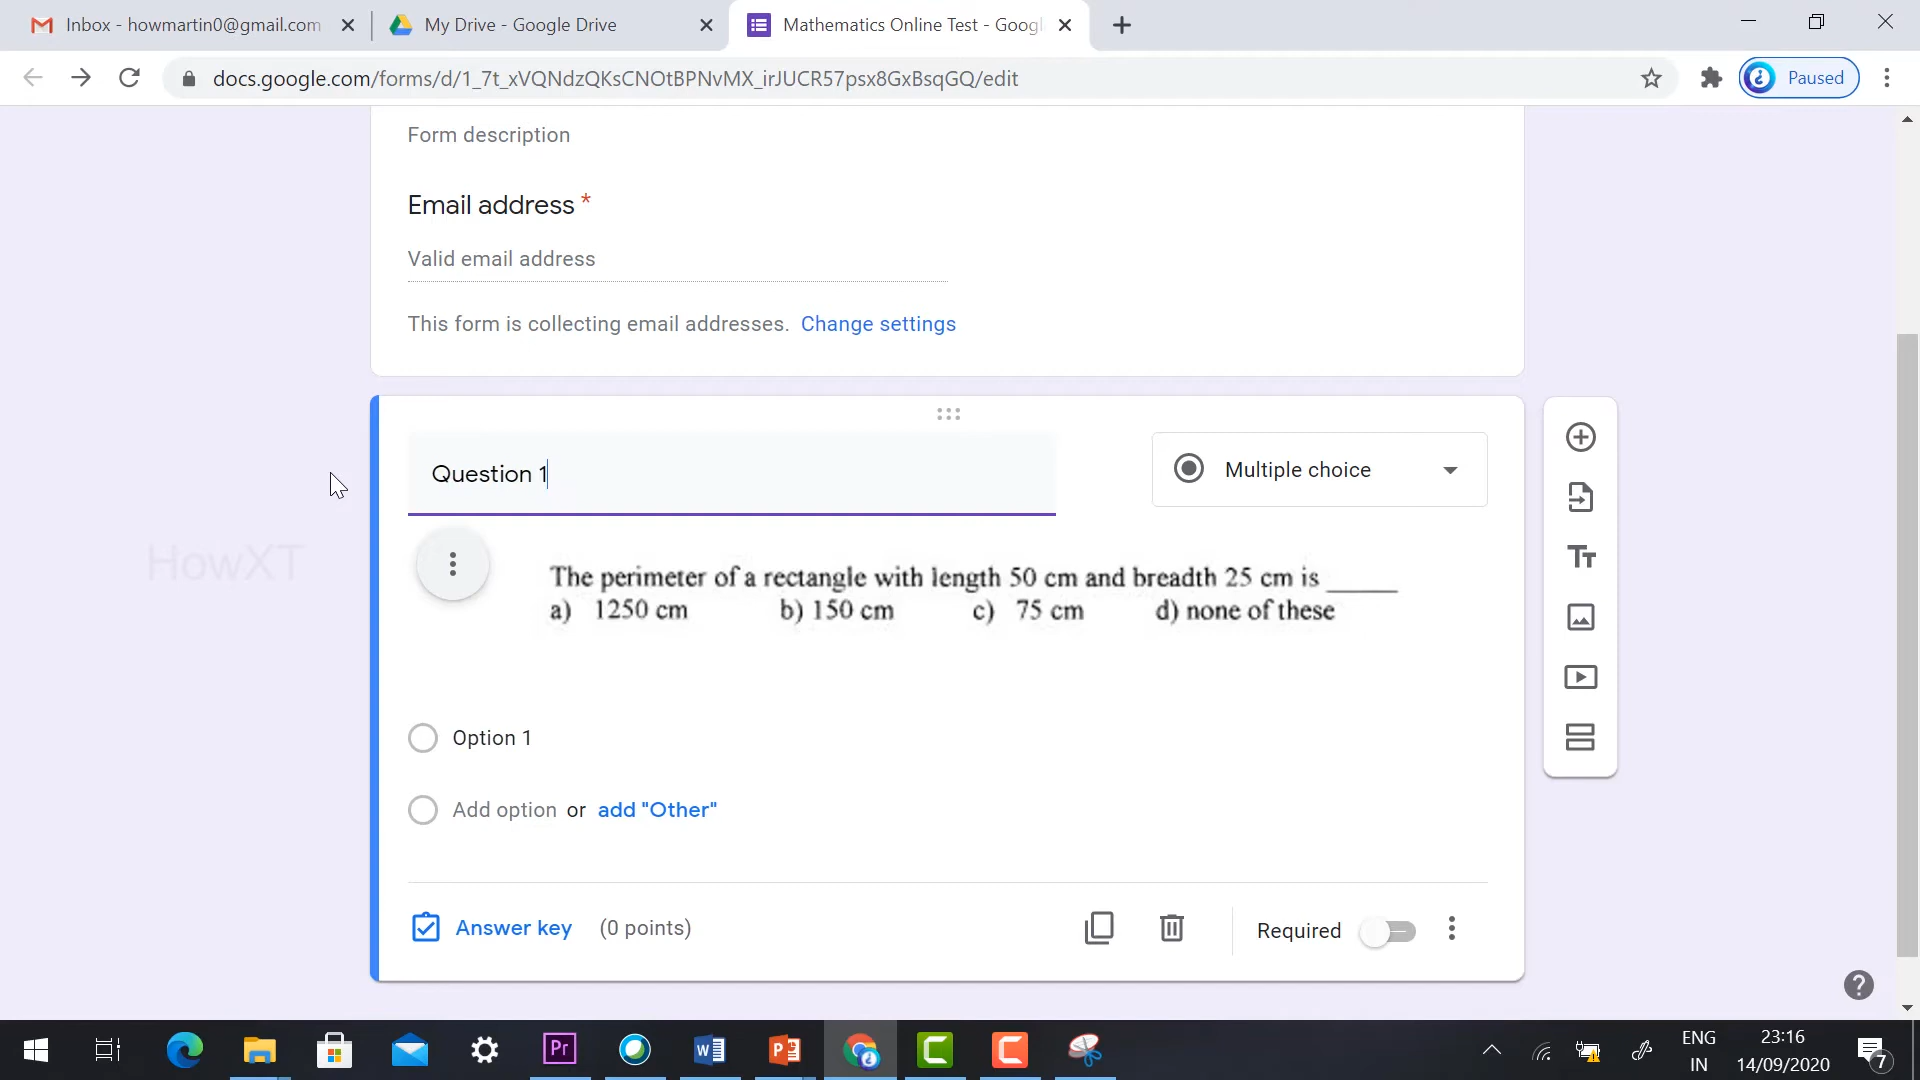 Inbox - howmartin0@gmail.com
My Drive - Google Drive
Mathematics Online Test - Googl
docs.google.com/forms/d/1_7t_xVQNdzQKsCNOtBPNvMX_irJUCR57psx8GxBsqGQ/edit
Paused
Form description
Email address *
Valid email address
This form is collecting email addresses. Change settings
Question 1
Multiple choice
HowXT
The perimeter of a rectangle with length 50 cm and breadth 25 cm is ______
a) 1250 cm b) 150 cm c) 75 cm d) none of these
Tт
Option 1
Add option or add "Other"
Answer key (0 points)
Required
Pr
ENG
IN
23:16
14/09/2020
7